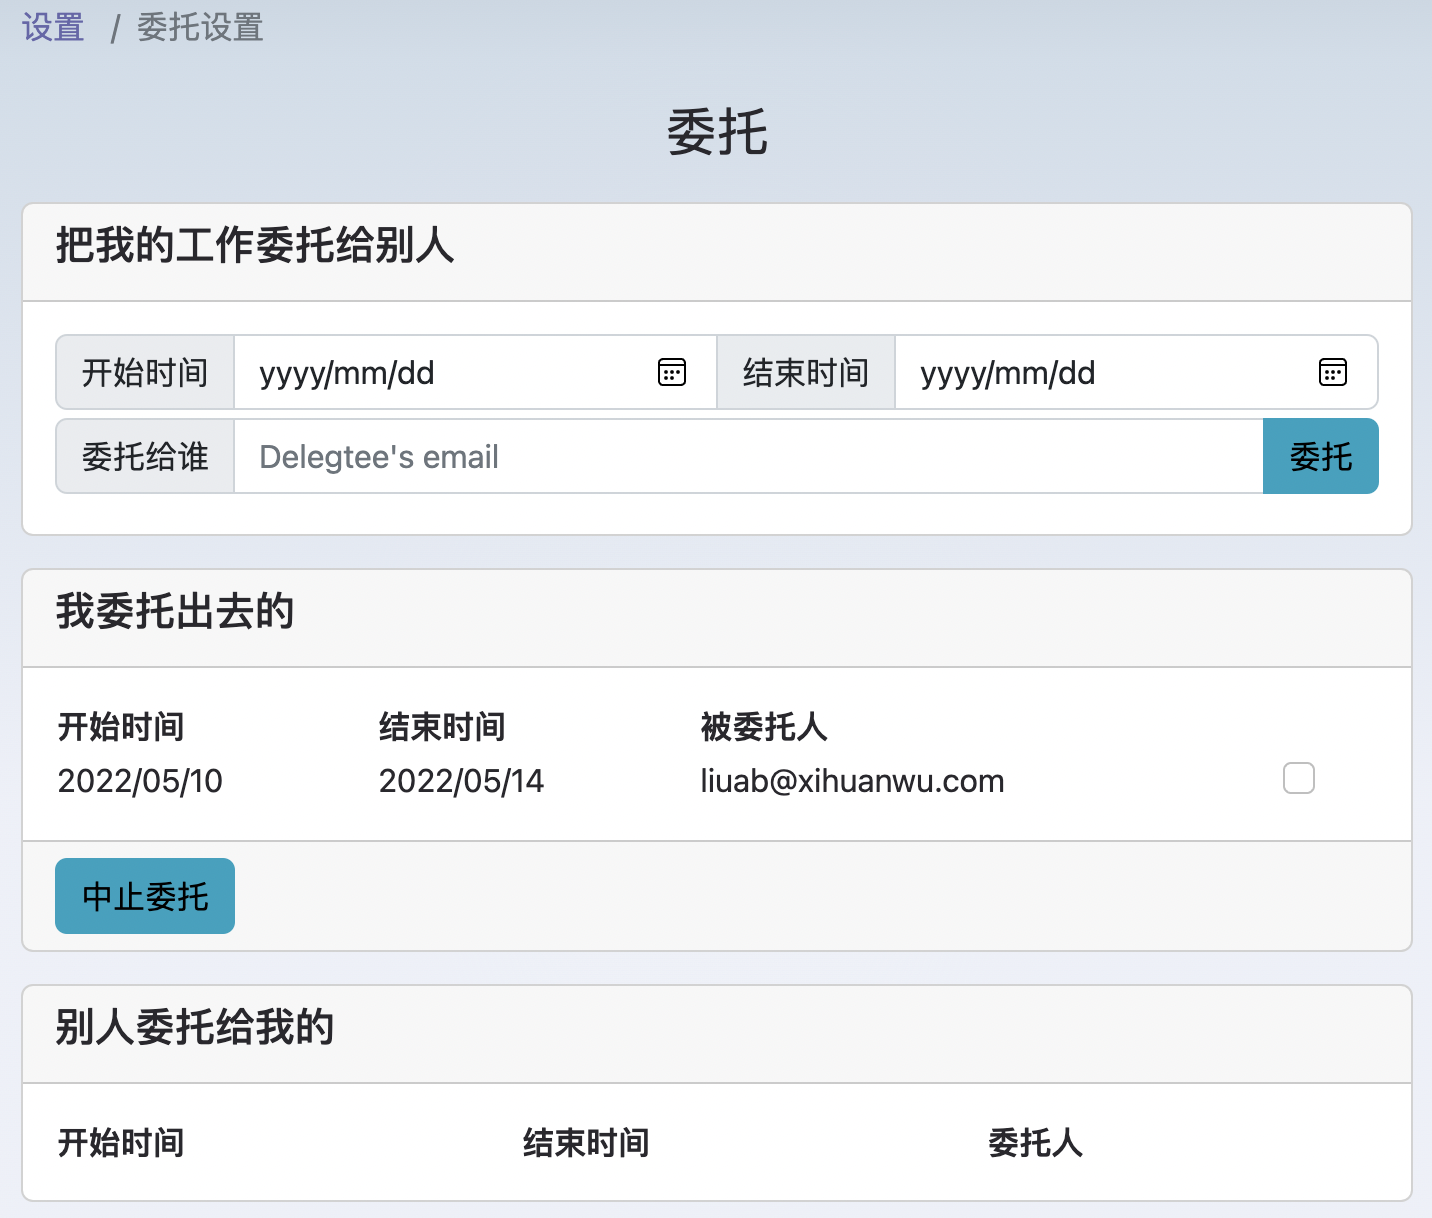 设置 / 委托设置
委托
把我的工作委托给别人
开始时间 yyyy/mm/dd 结束时间 yyyy/mm/dd
委托给谁 Delegtee's email 委托
我委托出去的
开始时间 结束时间 被委托人
2022/05/10 2022/05/14 liuab@xihuanwu.com
中止委托
别人委托给我的
开始时间 结束时间 委托人